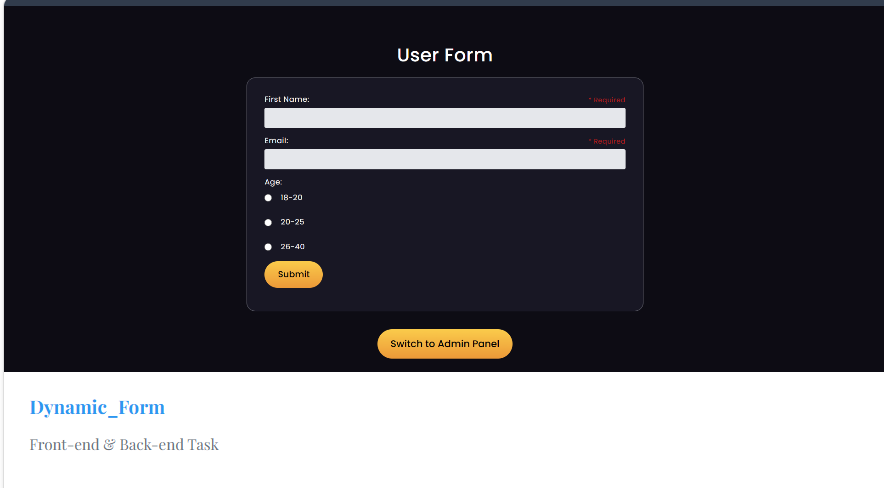 User Form
First Name:
* Required
Email:
* Required
Age:
18-20
20-25
26-40
Submit
Switch to Admin Panel
Dynamic_Form
Front-end & Back-end Task